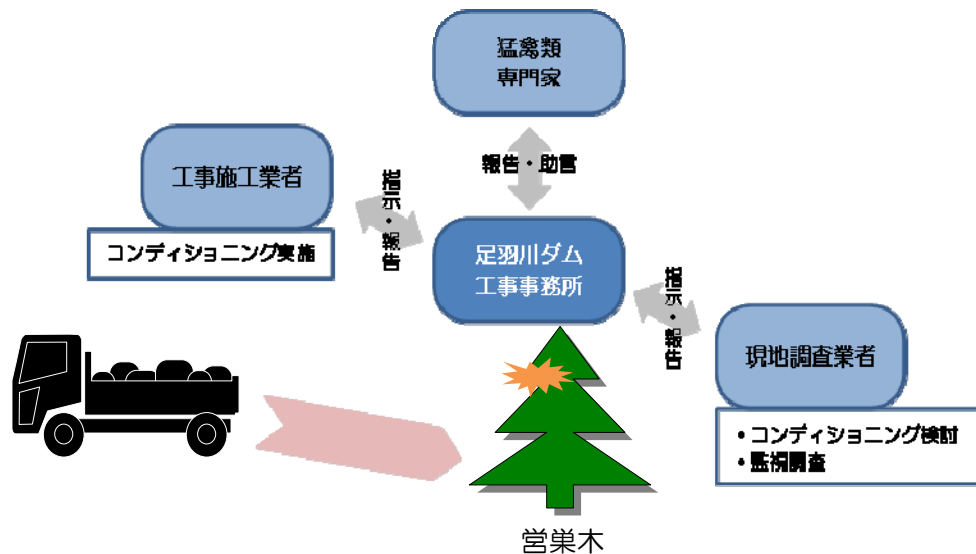 猛禽類
専門家
報告・助言
工事施工業者
コンディショニング実施
指示・報告
足羽川ダム
工事事務所
指示・報告
現地調査業者
・コンディショニング検討
・監視調査
営巣木